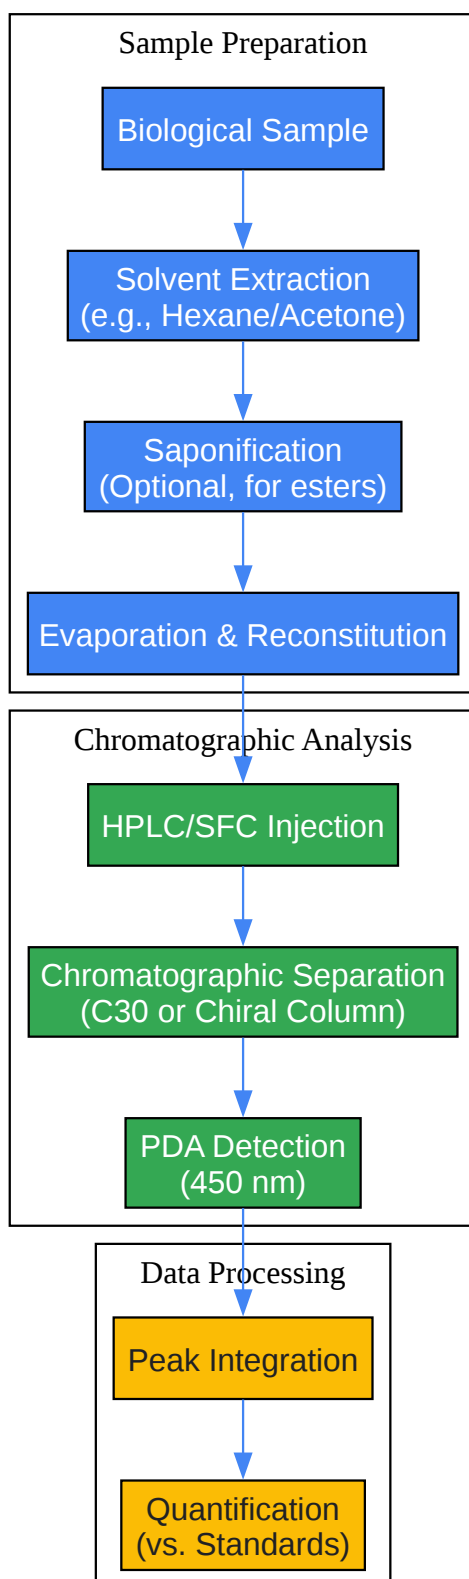 Sample Preparation
Biological Sample
Solvent Extraction
(e.g., Hexane/Acetone)
Saponification
(Optional, for esters)
Evaporation & Reconstitution
Chromatographic Analysis
HPLC/SFC Injection
Chromatographic Separation
(C30 or Chiral Column)
PDA Detection
(450 nm)
Data Processing
Peak Integration
Quantification
(vs. Standards)